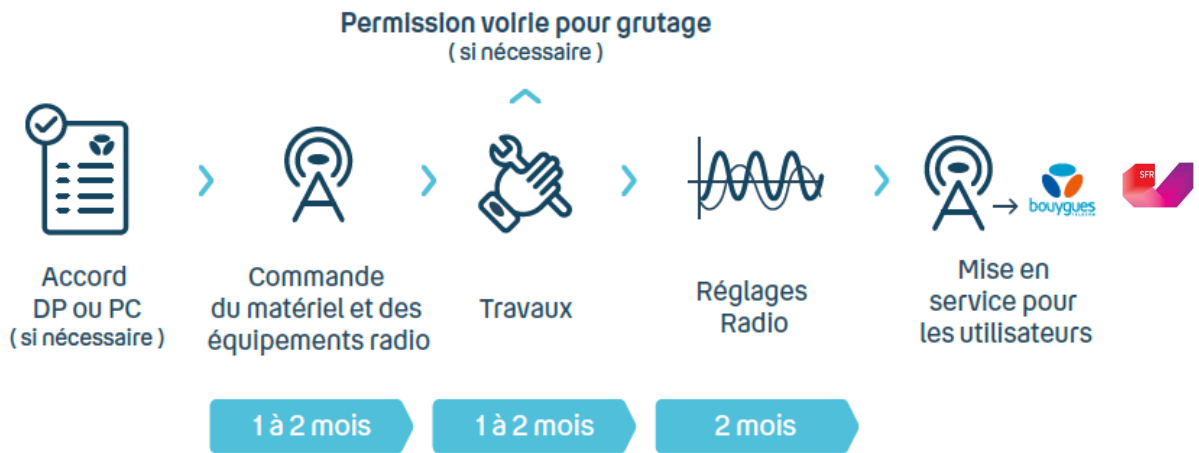 Permission voirie pour grutage
( si nécessaire )
Accord
DP ou PC
( si nécessaire )
Commande
du matériel et des
équipements radio
Travaux
Réglages
Radio
SFR
bouygues
TELECOM
Mise en
service pour
les utilisateurs
1 à 2 mois
1 à 2 mois
2 mois